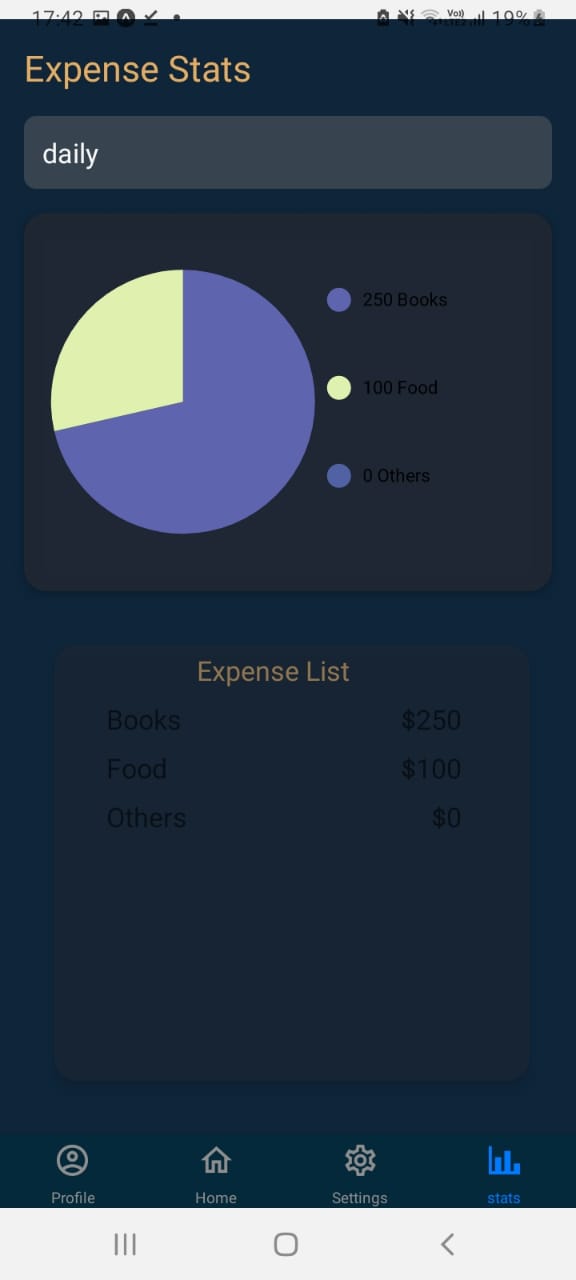 17:42 19%
Expense Stats
daily
250 Books
100 Food
0 Others
Expense List
Books $250
Food $100
Others $0
Profile Home Settings stats